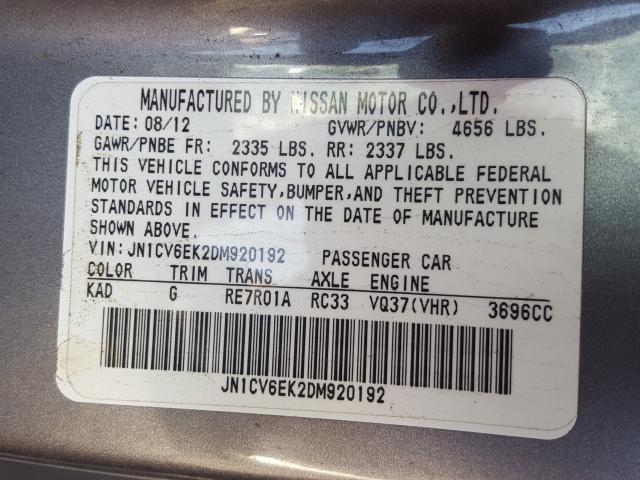 MANUFACTURED BY NISSAN MOTOR CO.,LTD.
DATE: 08/12 GVWR/PNBV: 4656 LBS.
GAWR/PNBE FR: 2335 LBS. RR: 2337 LBS.
THIS VEHICLE CONFORMS TO ALL APPLICABLE FEDERAL
MOTOR VEHICLE SAFETY,BUMPER,AND THEFT PREVENTION
STANDARDS IN EFFECT ON THE DATE OF MANUFACTURE
SHOWN ABOVE.
VIN:JN1CV6EK2DM920192 PASSENGER CAR
COLOR TRIM TRANS AXLE ENGINE
KAD G RE7R01A RC33 VQ37(VHR) 3696CC
JN1CV6EK2DM920192